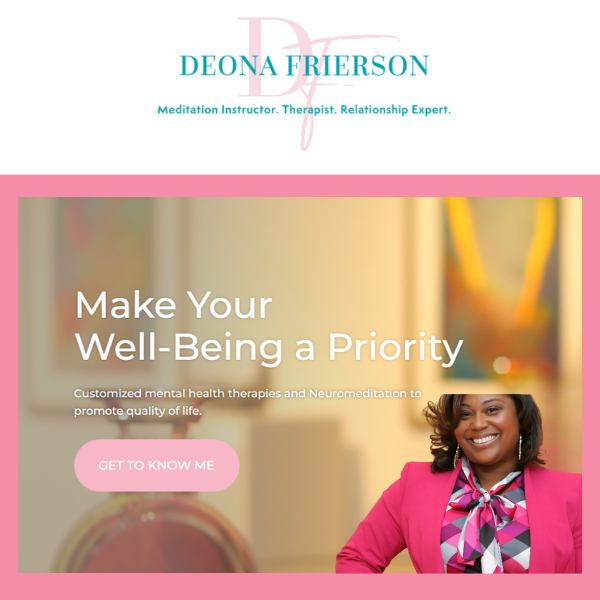 DF
DEONA FRIERSON
Meditation Instructor. Therapist. Relationship Expert.
Make Your
Well-Being a Priority
Customized mental health therapies and Neuromeditation to
promote quality of life.
GET TO KNOW ME